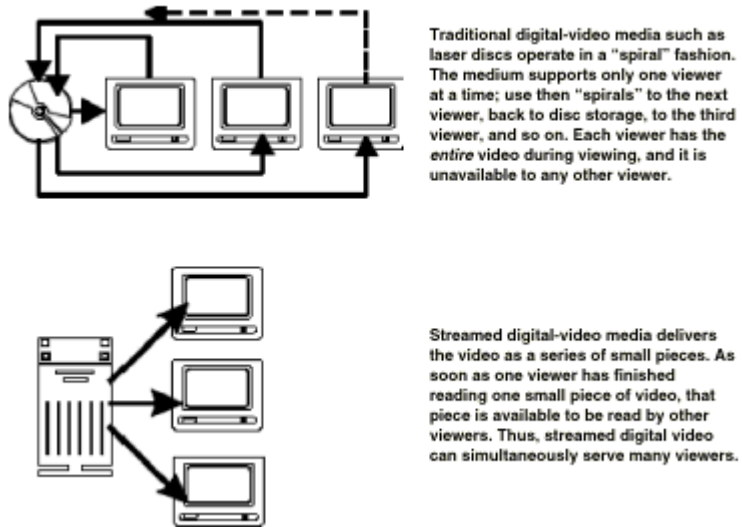 Traditional digital-video media such as
laser discs operate in a “spiral” fashion.
The medium supports only one viewer
at a time; use then “spirals” to the next
viewer, back to disc storage, to the third
viewer, and so on. Each viewer has the
entire video during viewing, and it is
unavailable to any other viewer.
Streamed digital-video media delivers
the video as a series of small pieces. As
soon as one viewer has finished
reading one small piece of video, that
piece is available to be read by other
viewers. Thus, streamed digital video
can simultaneously serve many viewers.